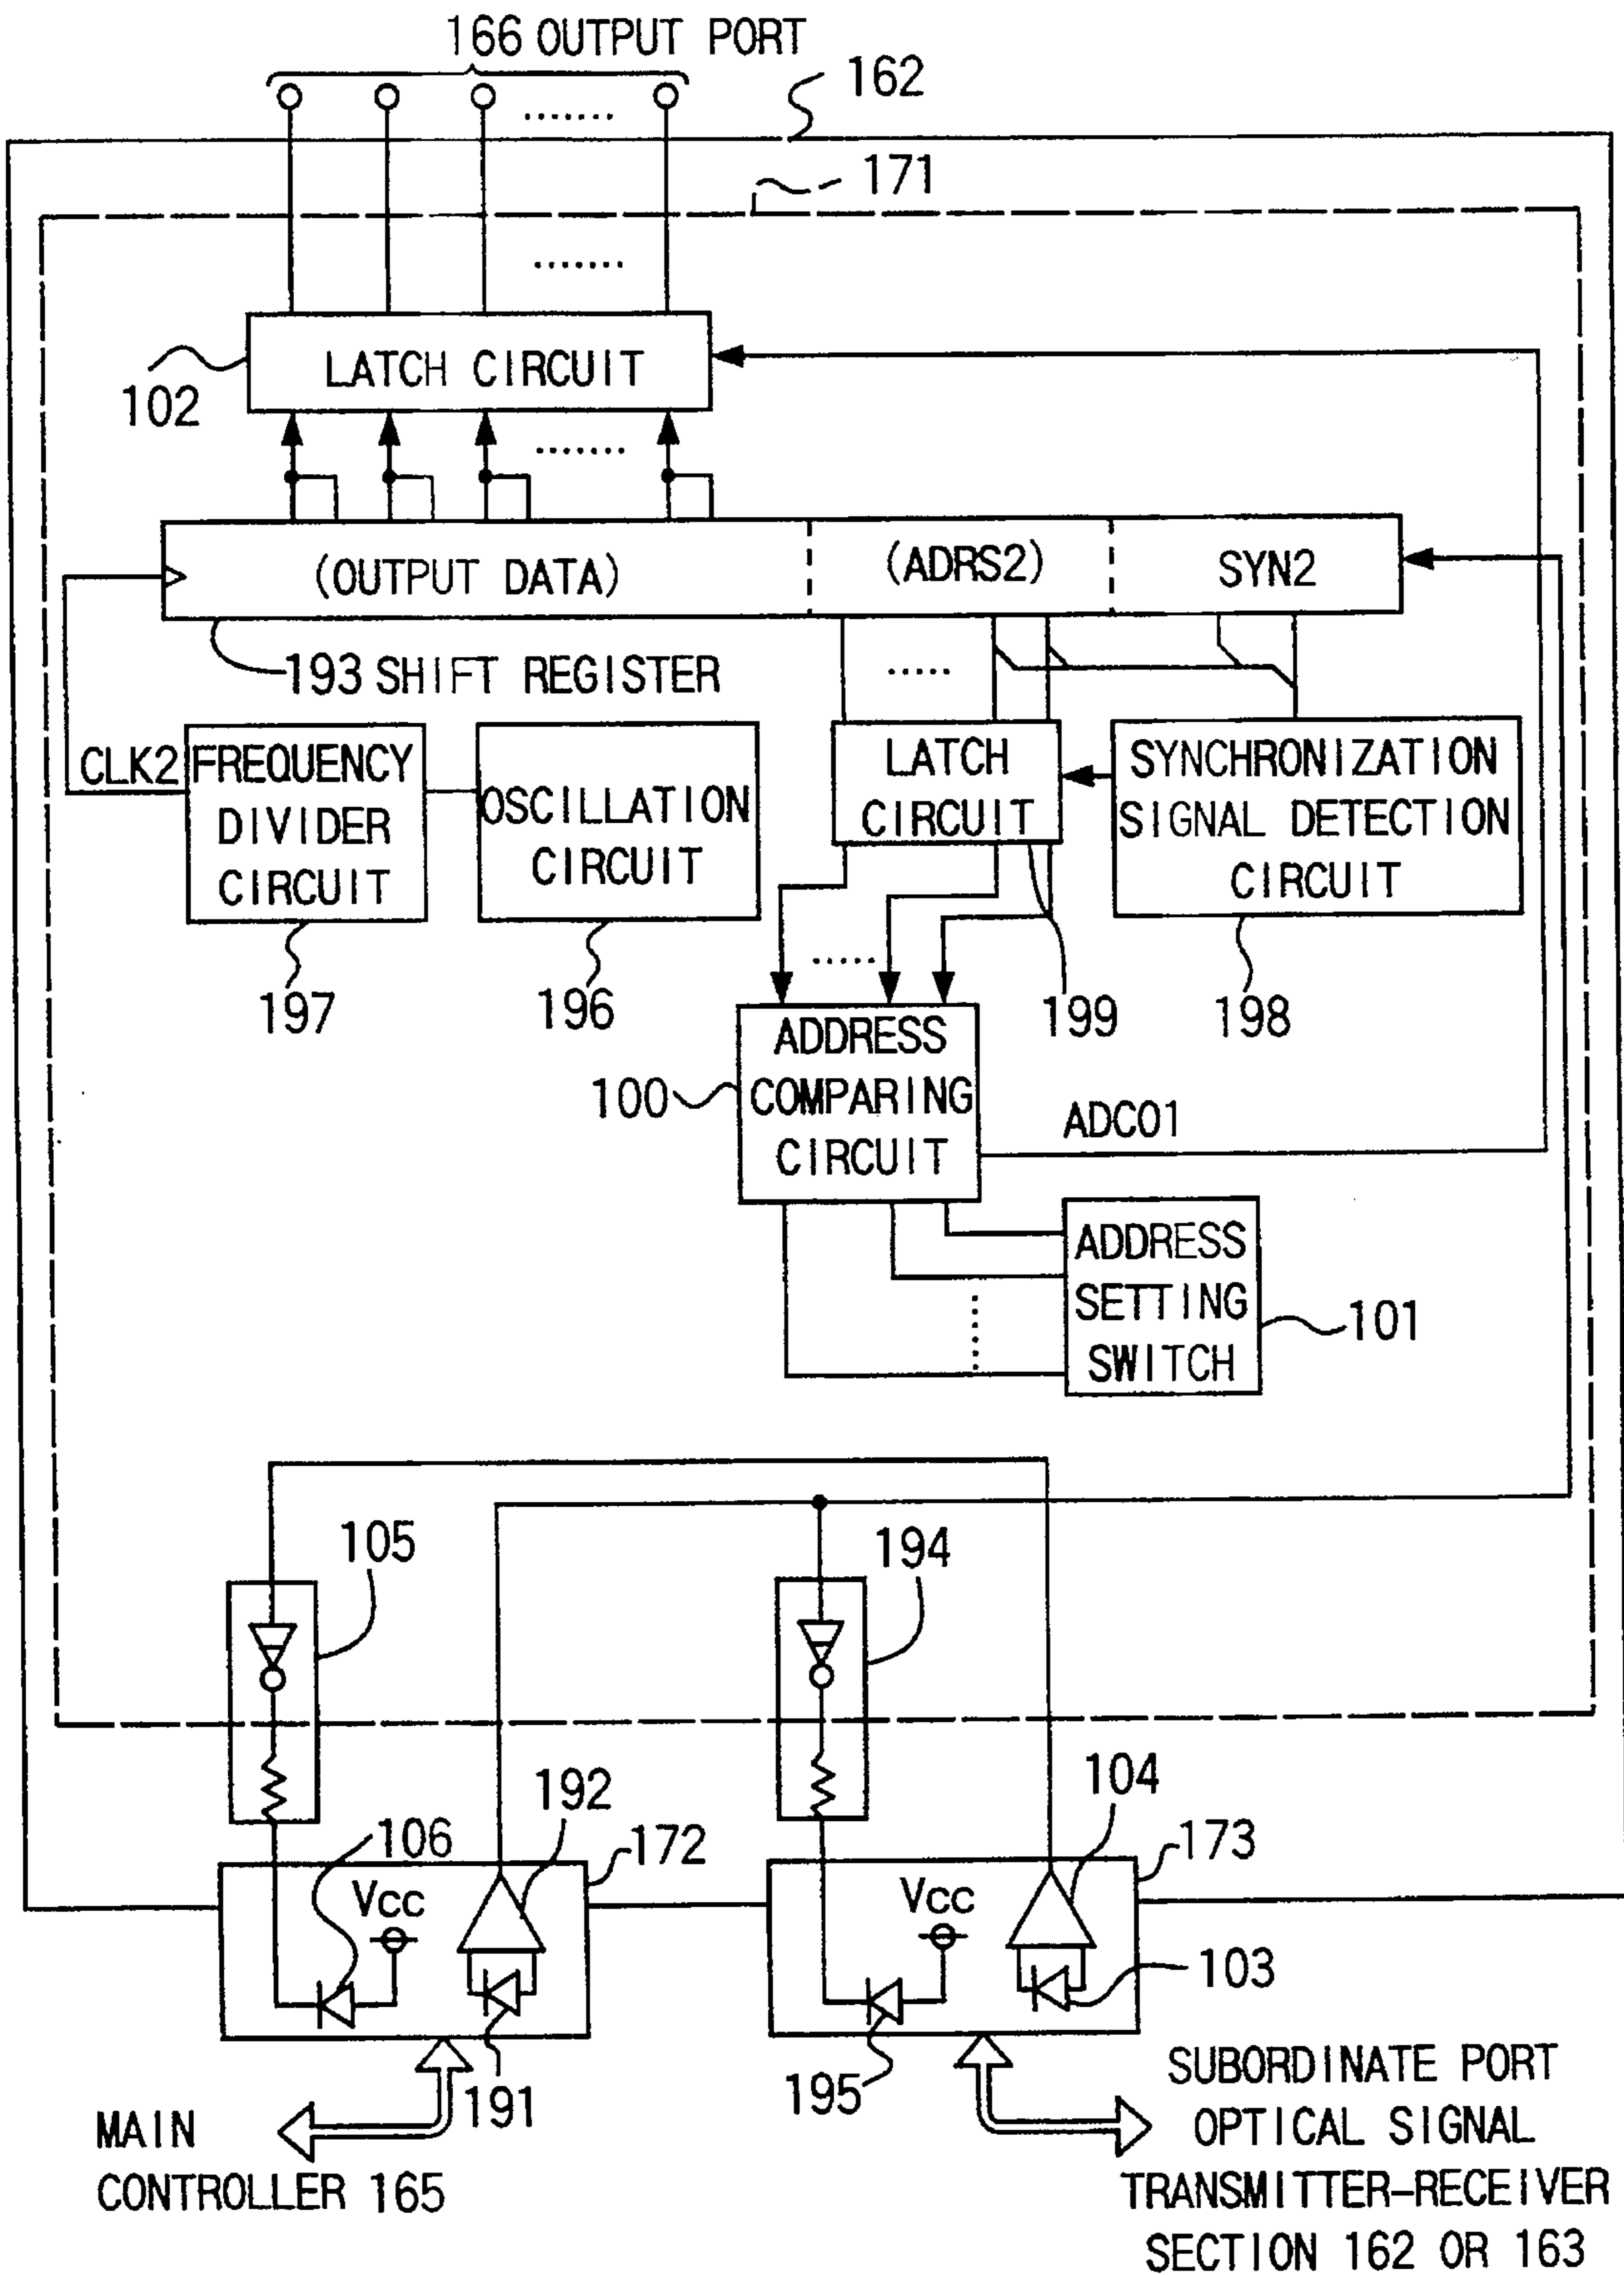 166 OUTPUT PORT
162
171
LATCH CIRCUIT
102
(OUTPUT DATA)
(ADRS2)
SYN2
193 SHIFT REGISTER
CLK2
FREQUENCY
DIVIDER
CIRCUIT
OSCILLATION
CIRCUIT
LATCH
CIRCUIT
SYNCHRONIZATION
SIGNAL DETECTION
CIRCUIT
197
196
199
198
ADDRESS
COMPARING
CIRCUIT
100
ADCO1
ADDRESS
SETTING
SWITCH
101
105
194
106
192
172
104
173
Vcc
Vcc
103
191
195
MAIN
CONTROLLER 165
SUBORDINATE PORT
OPTICAL SIGNAL
TRANSMITTER-RECEIVER
SECTION 162 OR 163